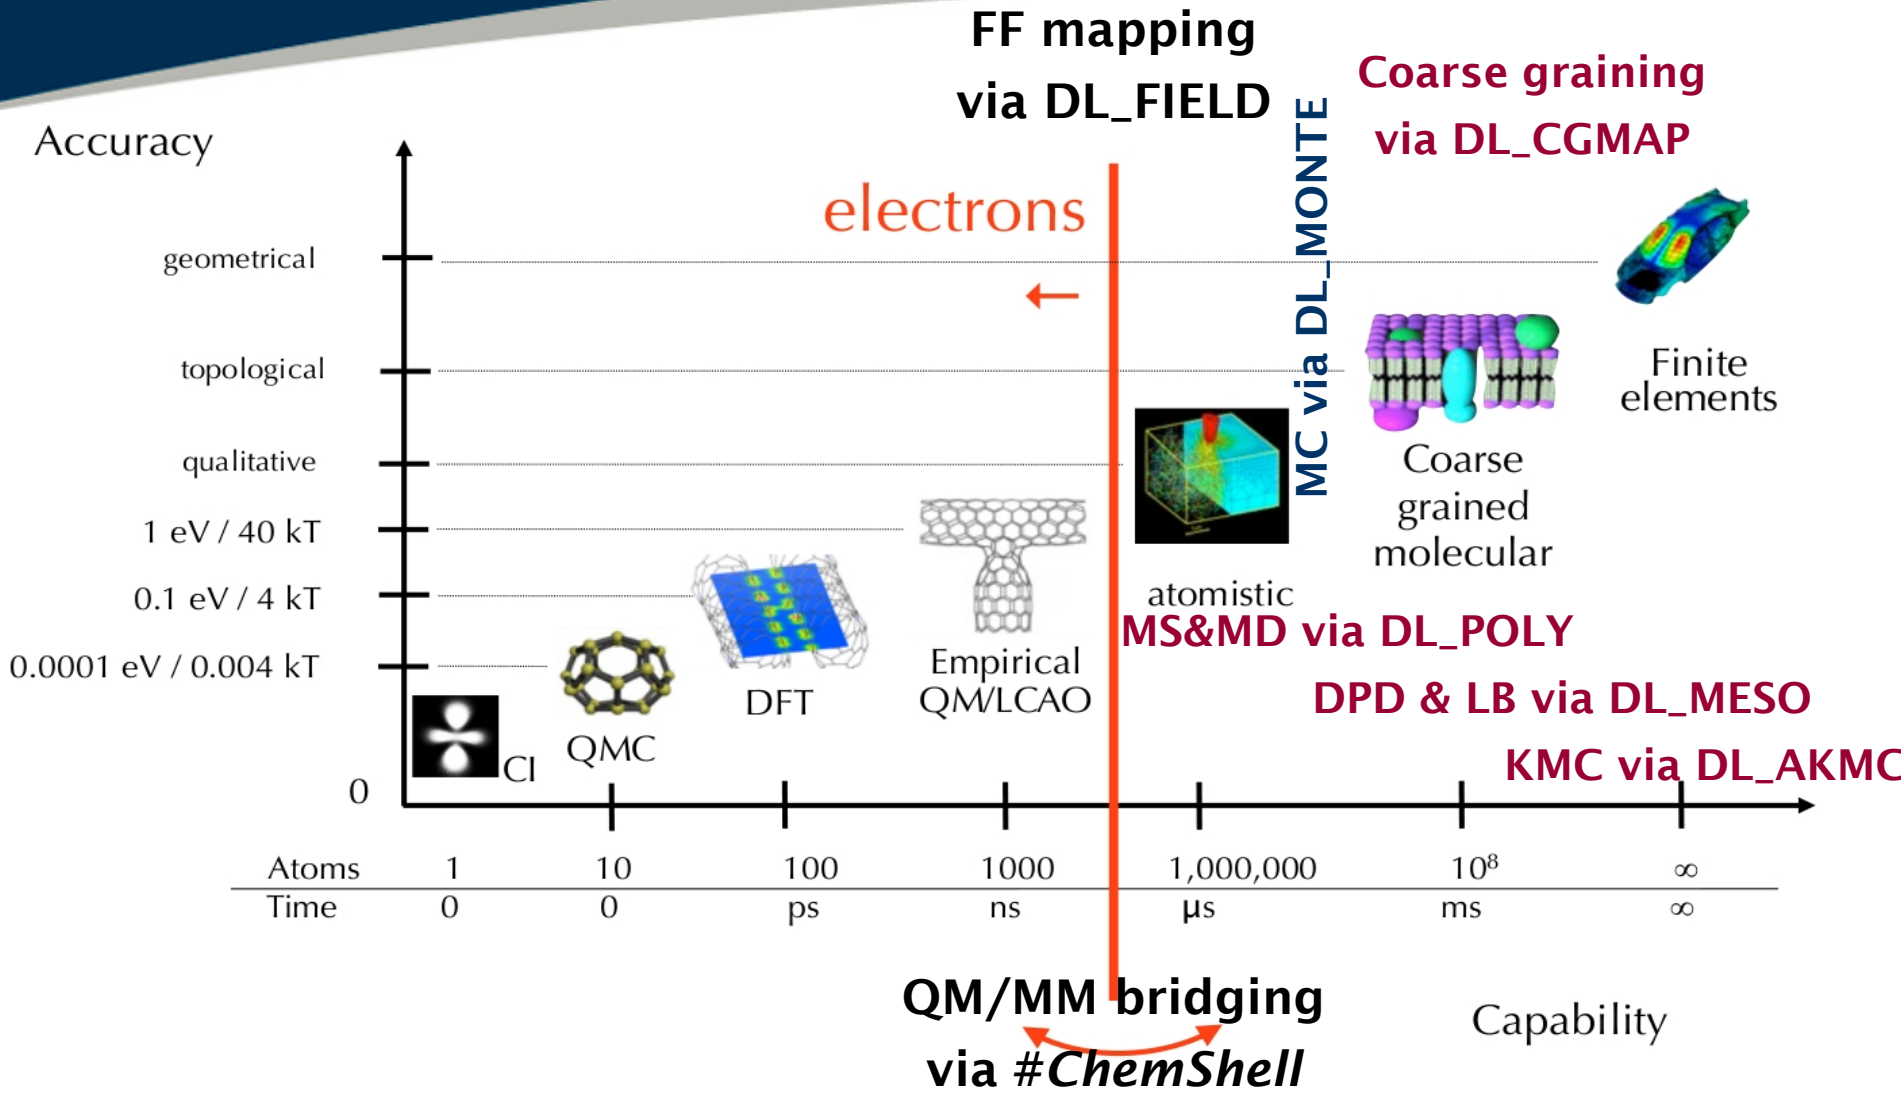 FF mapping
via DL_FIELD
Coarse graining
via DL_CGMAP
MC via DL_MONTE
Accuracy
electrons
geometrical
topological
qualitative
1 eV / 40 kT
0.1 eV / 4 kT
0.0001 eV / 0.004 kT
0
CI
QMC
DFT
Empirical
QM/LCAO
atomistic
Coarse
grained
molecular
Finite
elements
MS&MD via DL_POLY
DPD & LB via DL_MESO
KMC via DL_AKMC
Atoms 1 10 100 1000 1,000,000 10⁸ ∞
Time 0 0 ps ns µs ms ∞
QM/MM bridging
via #ChemShell
Capability